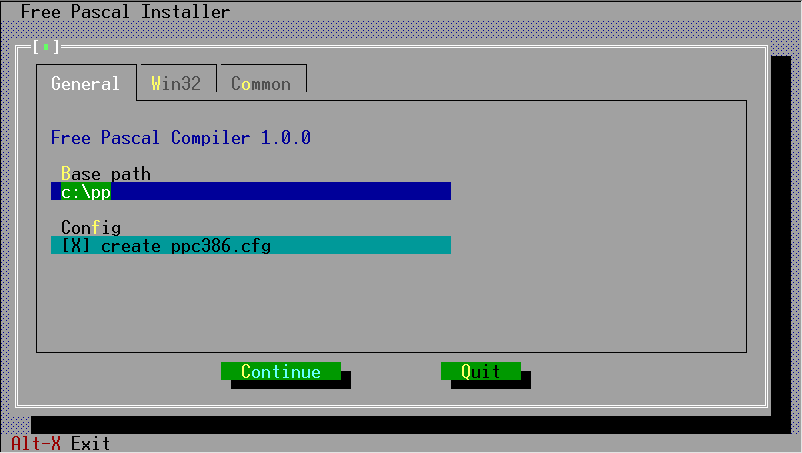 Free Pascal Installer
General Win32 Common
Free Pascal Compiler 1.0.0
Base path
c:\pp
Config
[X] create ppc386.cfg
Continue Quit
Alt-X Exit